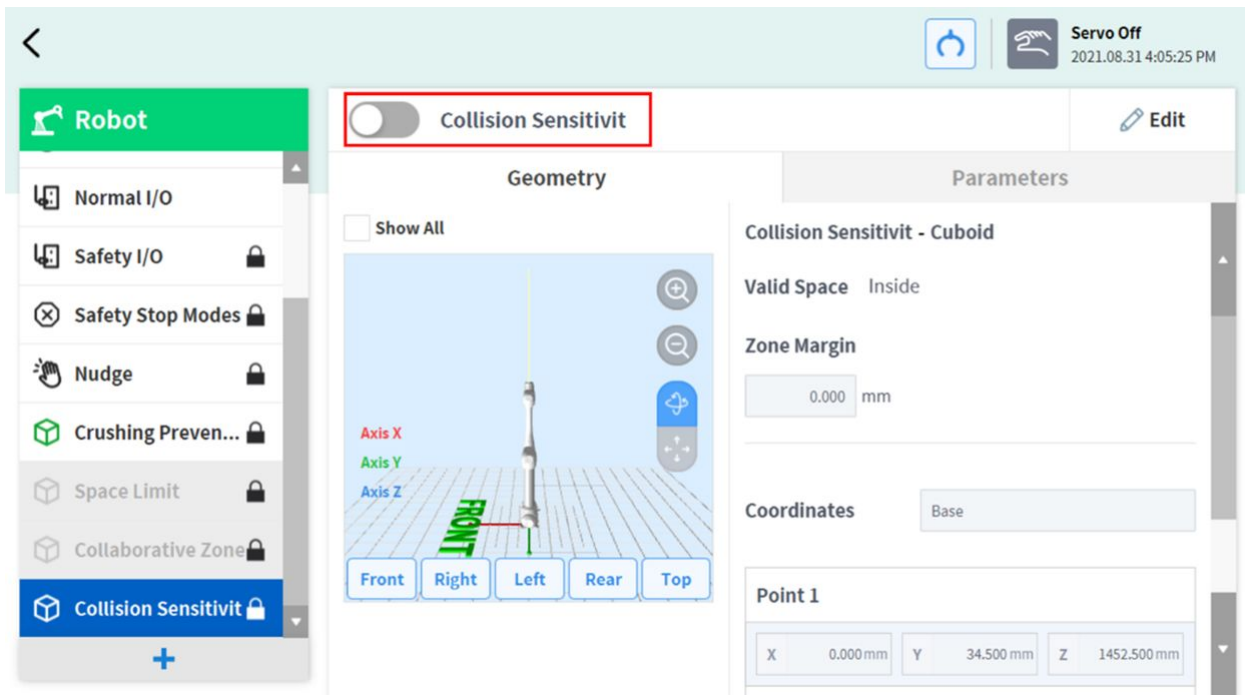 Servo Off
2021.08.31 4:05:25 PM
Robot
Normal I/O
Safety I/O
Safety Stop Modes
Nudge
Crushing Preven...
Space Limit
Collaborative Zone
Collision Sensitivit
+
Collision Sensitivit
Edit
Geometry
Parameters
Show All
Axis X
Axis Y
Axis Z
FRONT
Front Right Left Rear Top
Collision Sensitivit - Cuboid
Valid Space Inside
Zone Margin
0.000 mm
Coordinates Base
Point 1
X 0.000 mm Y 34.500 mm Z 1452.500 mm